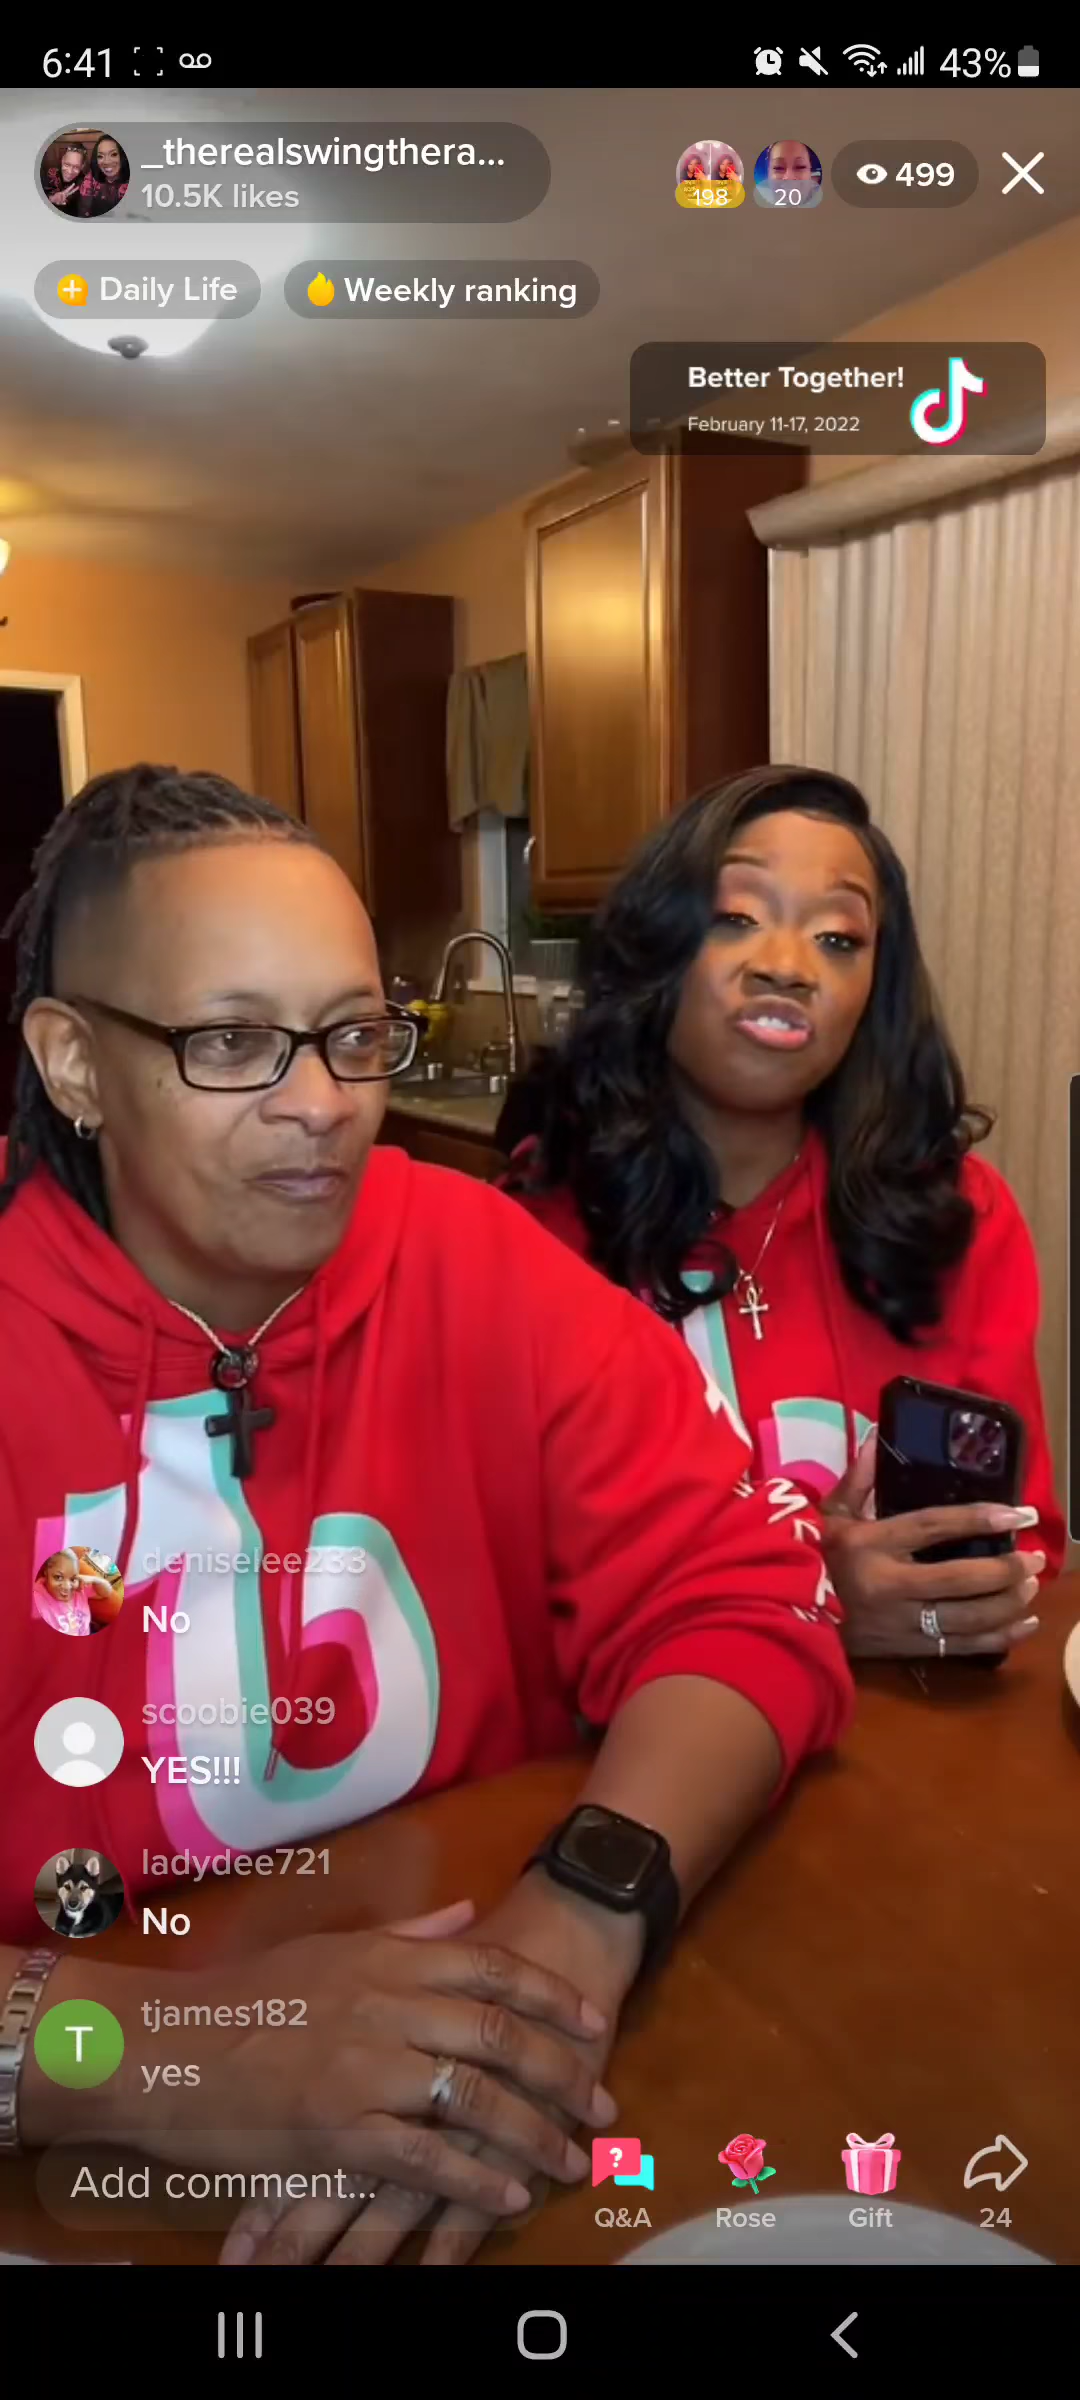 6:41
43%
_therealswingthera...
10.5K likes
198
20
499
Daily Life
Weekly ranking
Better Together!
February 11-17, 2022
deniselee233
No
scoobie039
YES!!!
ladydee721
No
T
tjames182
yes
Add comment...
?
Q&A
Rose
Gift
24